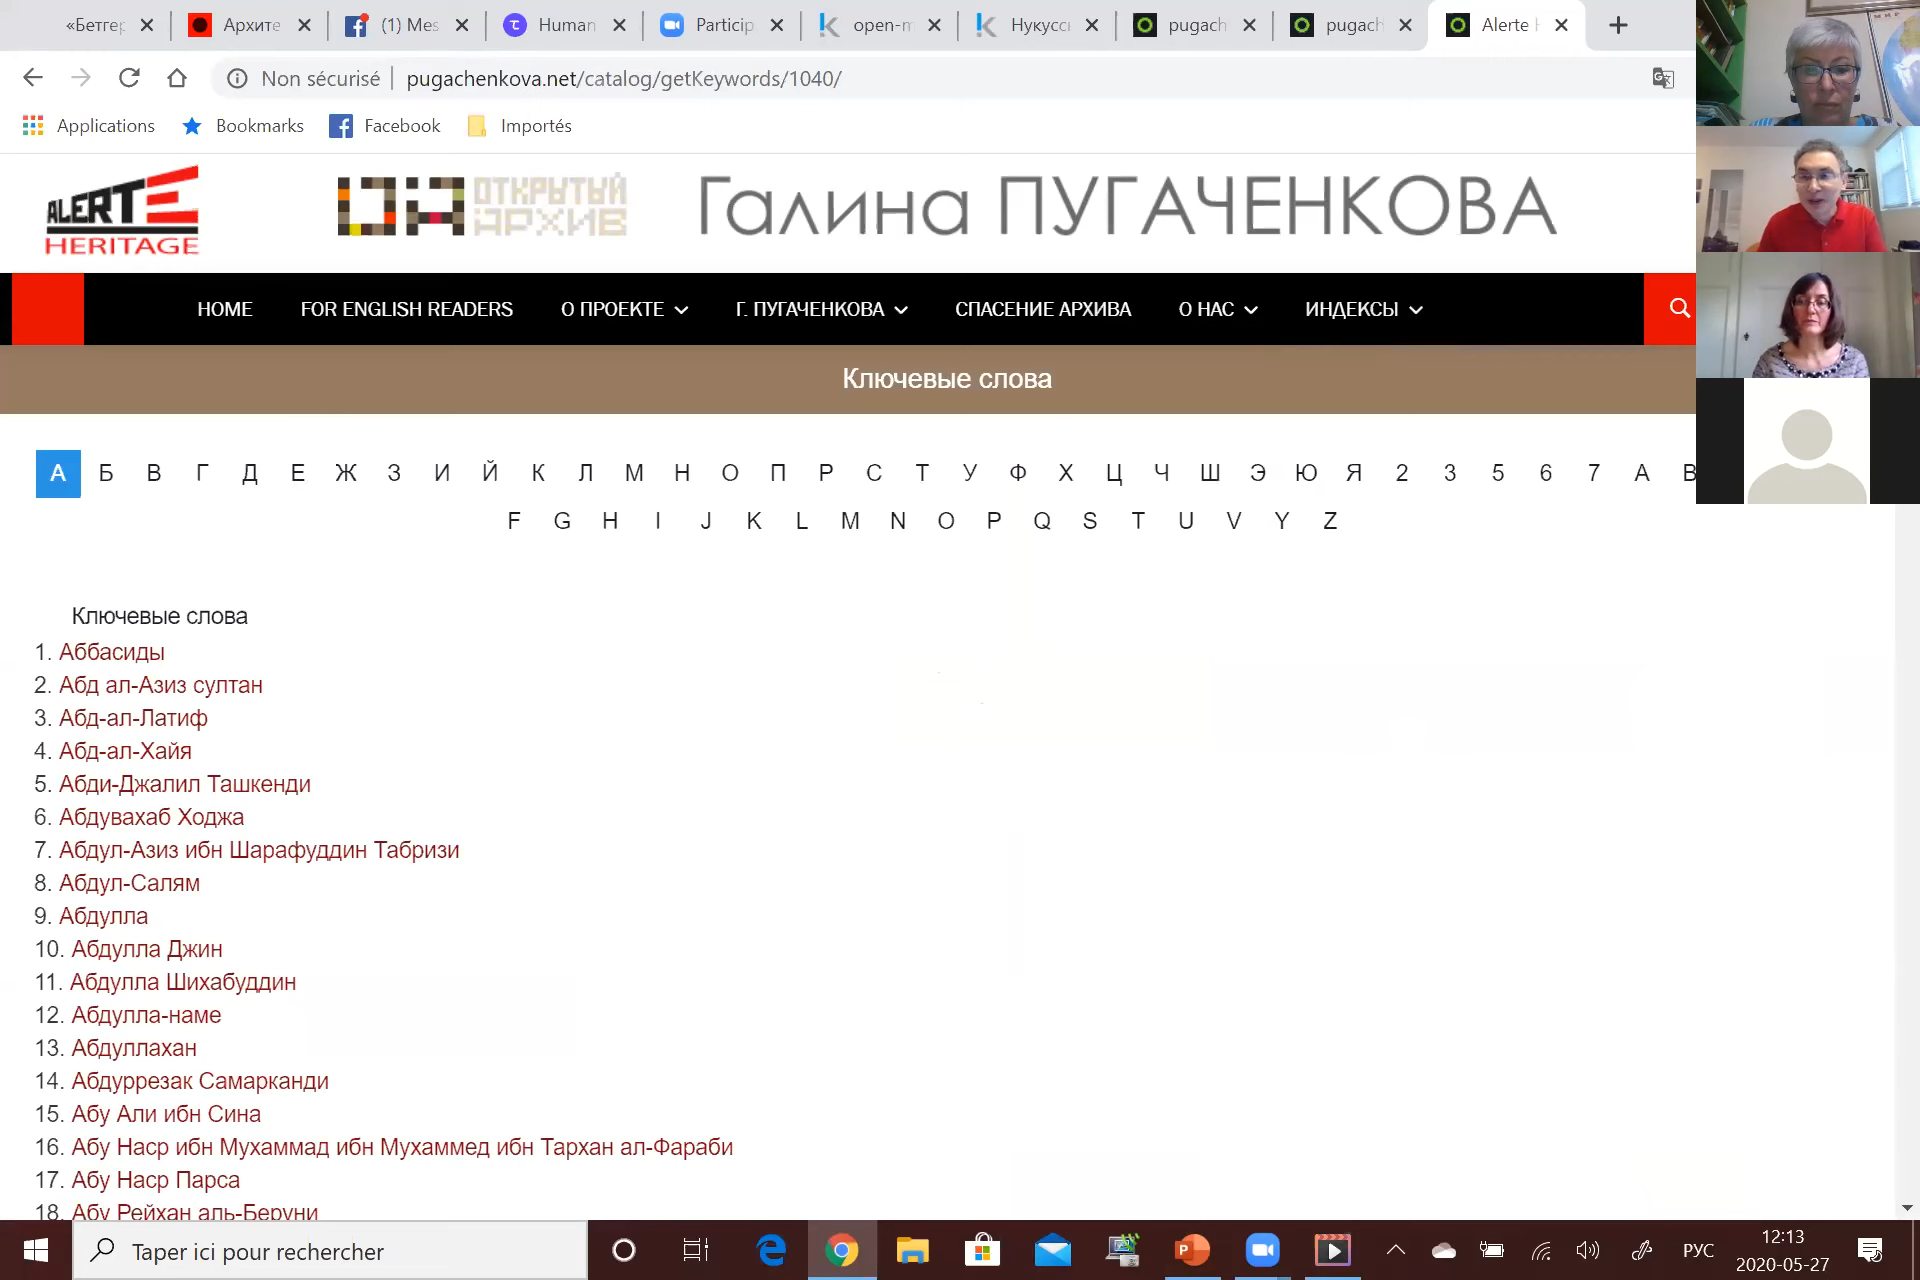 «Бетгер
Архите
(1) Mes
Human
Particip
open-m
Нукусс
pugach
pugach
Alerte H
Non sécurisé | pugachenkova.net/catalog/getKeywords/1040/
Applications Bookmarks Facebook Importés
ALERTE
HERITAGE
ОТКРЫТЫЙ
АРХИВ
Галина ПУГАЧЕНКОВА
HOME FOR ENGLISH READERS О ПРОЕКТЕ Г. ПУГАЧЕНКОВА СПАСЕНИЕ АРХИВА О НАС ИНДЕКСЫ
Ключевые слова
А Б В Г Д Е Ж З И Й К Л М Н О П Р С Т У Ф Х Ц Ч Ш Э Ю Я 2 3 5 6 7 A B
F G H I J K L M N O P Q S T U V Y Z
Ключевые слова
1. Аббасиды
2. Абд ал-Азиз султан
3. Абд-ал-Латиф
4. Абд-ал-Хайя
5. Абди-Джалил Ташкенди
6. Абдувахаб Ходжа
7. Абдул-Азиз ибн Шарафуддин Табризи
8. Абдул-Салям
9. Абдулла
10. Абдулла Джин
11. Абдулла Шихабуддин
12. Абдулла-наме
13. Абдуллахан
14. Абдуррезак Самарканди
15. Абу Али ибн Сина
16. Абу Наср ибн Мухаммад ибн Мухаммед ибн Тархан ал-Фараби
17. Абу Наср Парса
18. Абу Рейхан аль-Беруни
Taper ici pour rechercher
РУС
12:13
2020-05-27